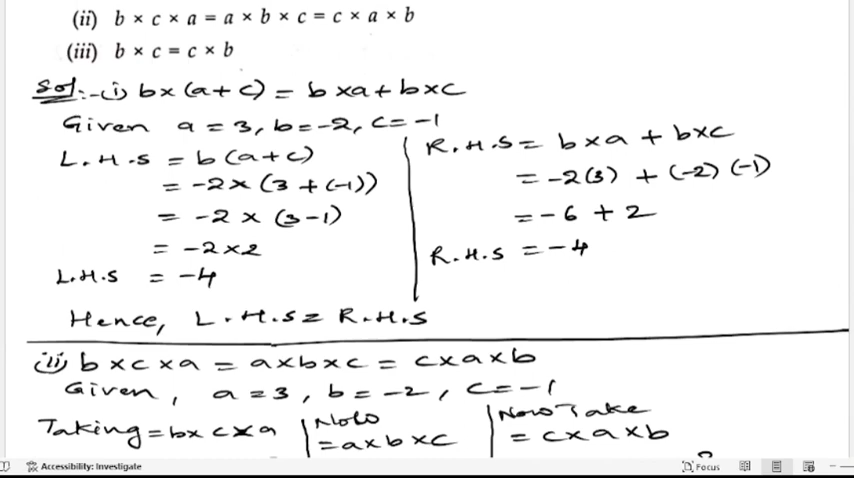 (ii) b × c × a = a × b × c = c × a × b
(iii) b × c = c × b
Sol:- (i) b×(a+c) = b×a+b×c
Given a=3, b=-2, c=-1
L.H.S = b(a+c)
= -2×(3+(-1))
= -2×(3-1)
= -2×2
L.H.S = -4
R.H.S = b×a + b×c
= -2(3) + (-2)(-1)
= -6 + 2
R.H.S = -4
Hence, L.H.S = R.H.S
(ii) b×c×a = a×b×c = c×a×b
Given, a=3, b=-2, c=-1
Taking = b×c×a
Now
= a×b×c
Now Take
= c×a×b
Accessibility: Investigate
Focus